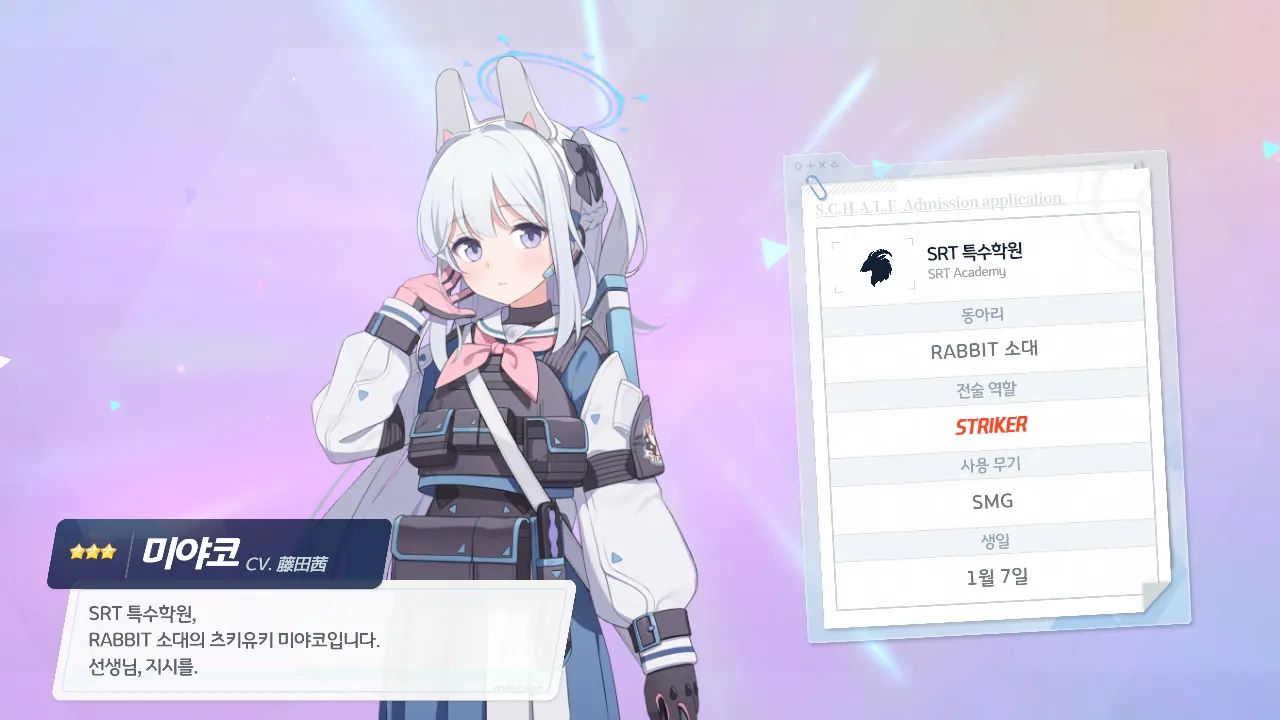 S.C.H.A.L.E Admission application
SRT 특수학원
SRT Academy
동아리
RABBIT 소대
전술 역할
STRIKER
사용 무기
SMG
생일
1월 7일
미야코 CV. 藤田茜
SRT 특수학원,
RABBIT 소대의 츠키유키 미야코입니다.
선생님, 지시를.
message